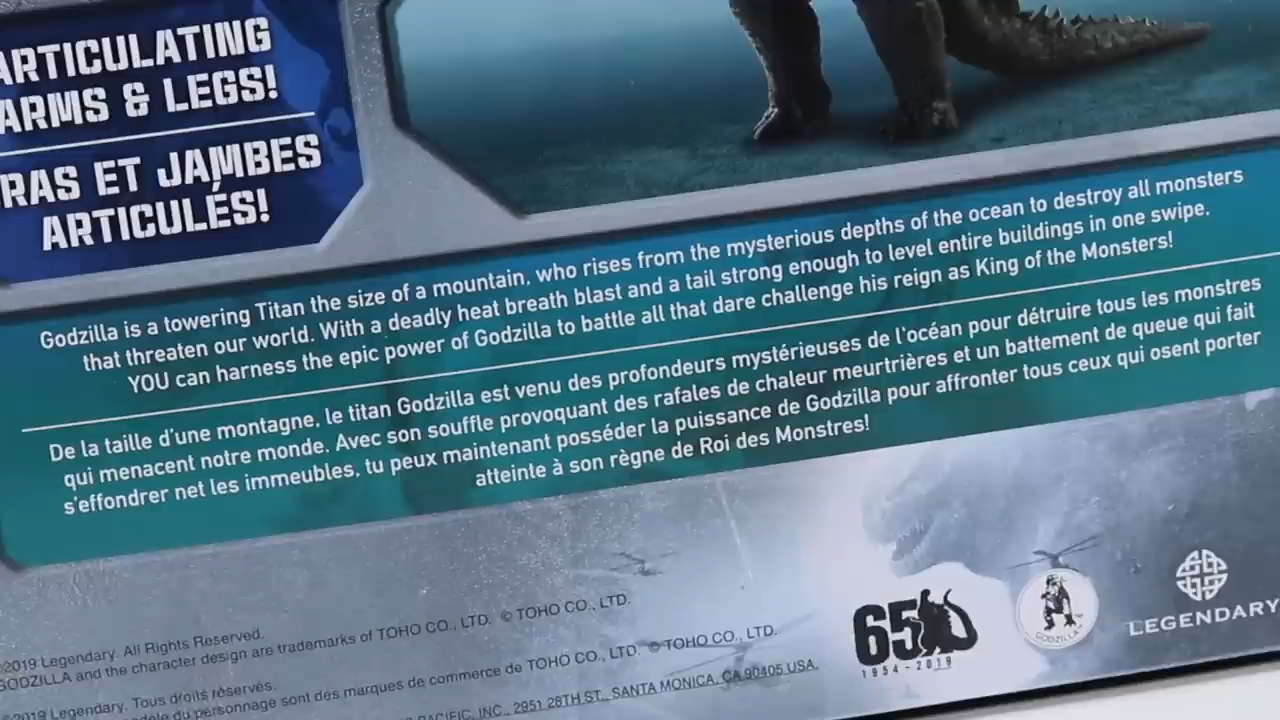 ARTICULATING
ARMS & LEGS!
ET JAMBES
ARTICULÉS!
Godzilla is a towering Titan the size of a mountain, who rises from the mysterious depths of the ocean to destroy all monsters
that threaten our world. With a deadly heat breath blast and a tail strong enough to level entire buildings in one swipe,
YOU can harness the epic power of Godzilla to battle all that dare challenge his reign as King of the Monsters!
De la taille d'une montagne, le titan Godzilla est venu des profondeurs mystérieuses de l'océan pour détruire tous les monstres
qui menacent notre monde. Avec son souffle provoquant des rafales de chaleur meurtrières et un battement de queue qui fait
s'effondrer net les immeubles, tu peux maintenant posséder la puissance de Godzilla pour affronter tous ceux qui osent porter
atteinte à son règne de Roi des Monstres!
2019 Legendary. All Rights Reserved.
GODZILLA and the character design are trademarks of TOHO CO., LTD. © TOHO CO., LTD.
©2019 Legendary. Tous droits réservés.
du personnage sont des marques de commerce de TOHO CO., LTD. © TOHO CO., LTD.
PACIFIC, INC., 2951 28TH ST., SANTA MONICA, CA 90405 USA.
65
1954-2019
GODZILLA
LEGENDARY